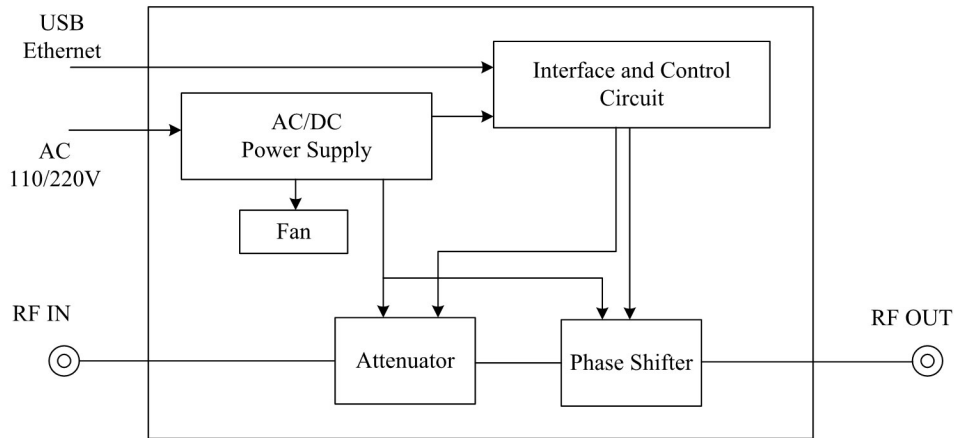 USB
Ethernet
Interface and Control
Circuit
AC/DC
Power Supply
AC
110/220V
Fan
RF IN
RF OUT
Attenuator
Phase Shifter